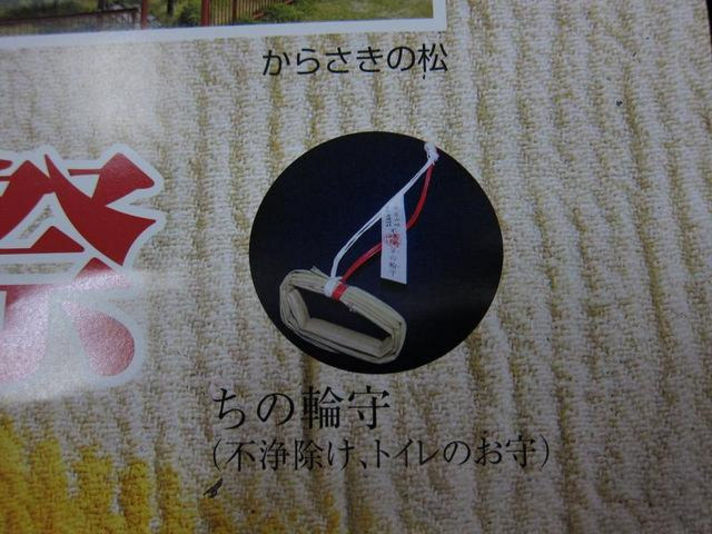 からさきの松
祭
ちの輪守
(不浄除け、トイレのお守)